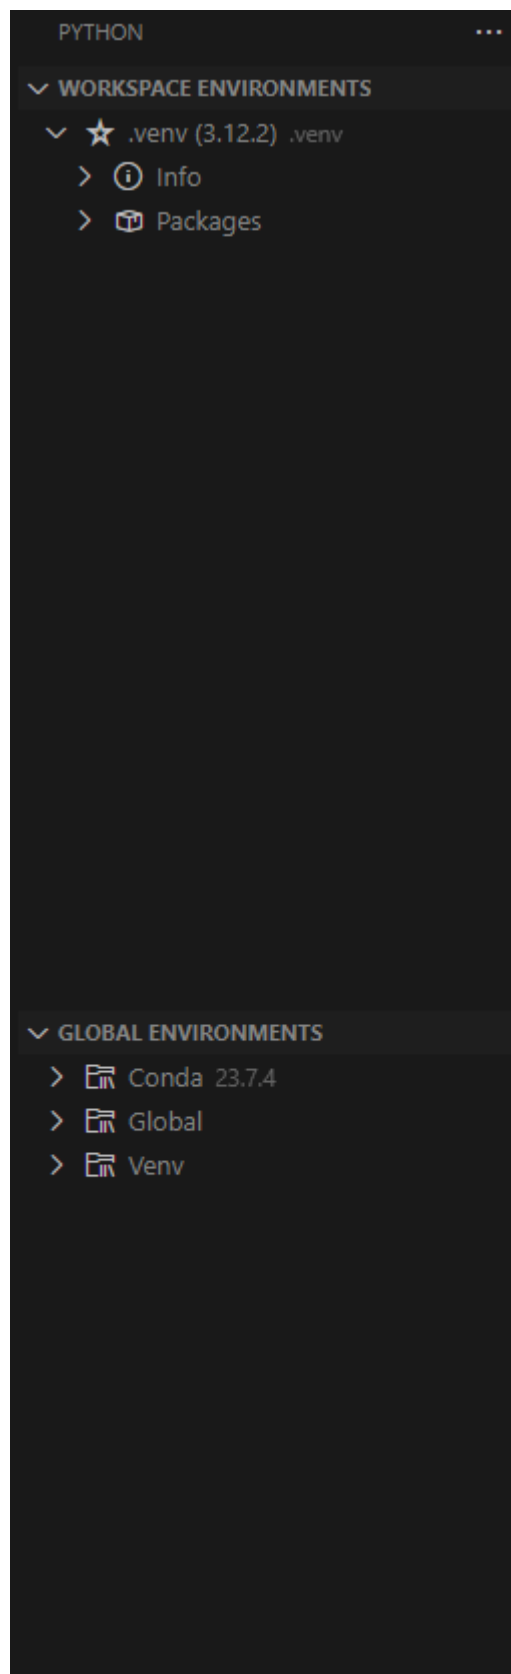 PYTHON
WORKSPACE ENVIRONMENTS
.venv (3.12.2) .venv
Info
Packages
GLOBAL ENVIRONMENTS
Conda 23.7.4
Global
Venv